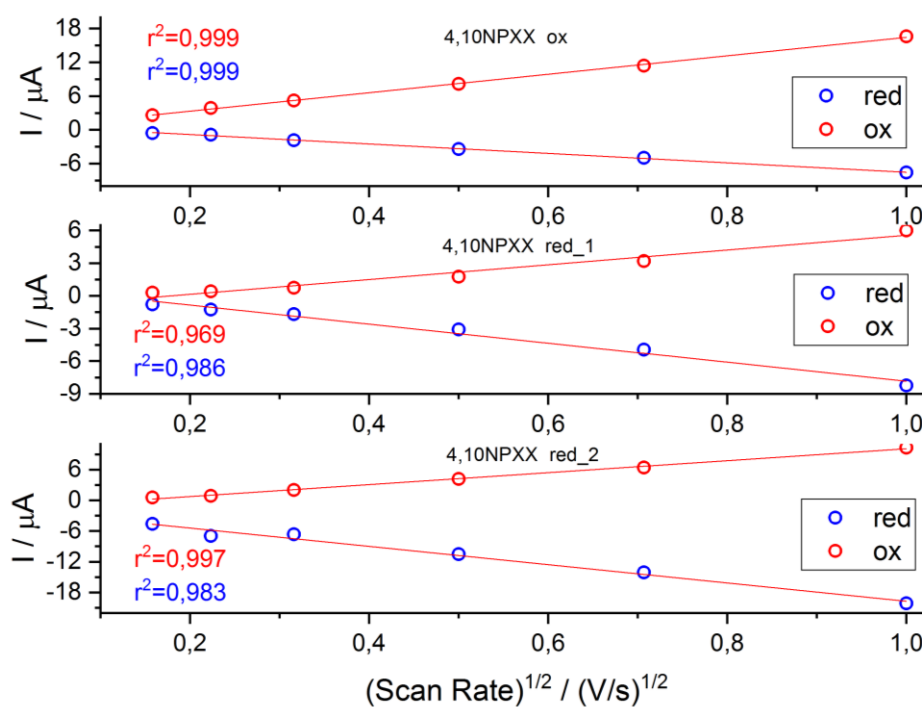 4,10NPXX ox
r²=0,999
r²=0,999
18
12
6
0
-6
I / μA
red
ox
0,2 0,4 0,6 0,8 1,0
4,10NPXX red_1
6
3
0
-3
-6
-9
I / μA
r²=0,969
r²=0,986
red
ox
0,2 0,4 0,6 0,8 1,0
4,10NPXX red_2
6
0
-6
-12
-18
I / μA
r²=0,997
r²=0,983
red
ox
0,2 0,4 0,6 0,8 1,0
(Scan Rate)^1/2 / (V/s)^1/2